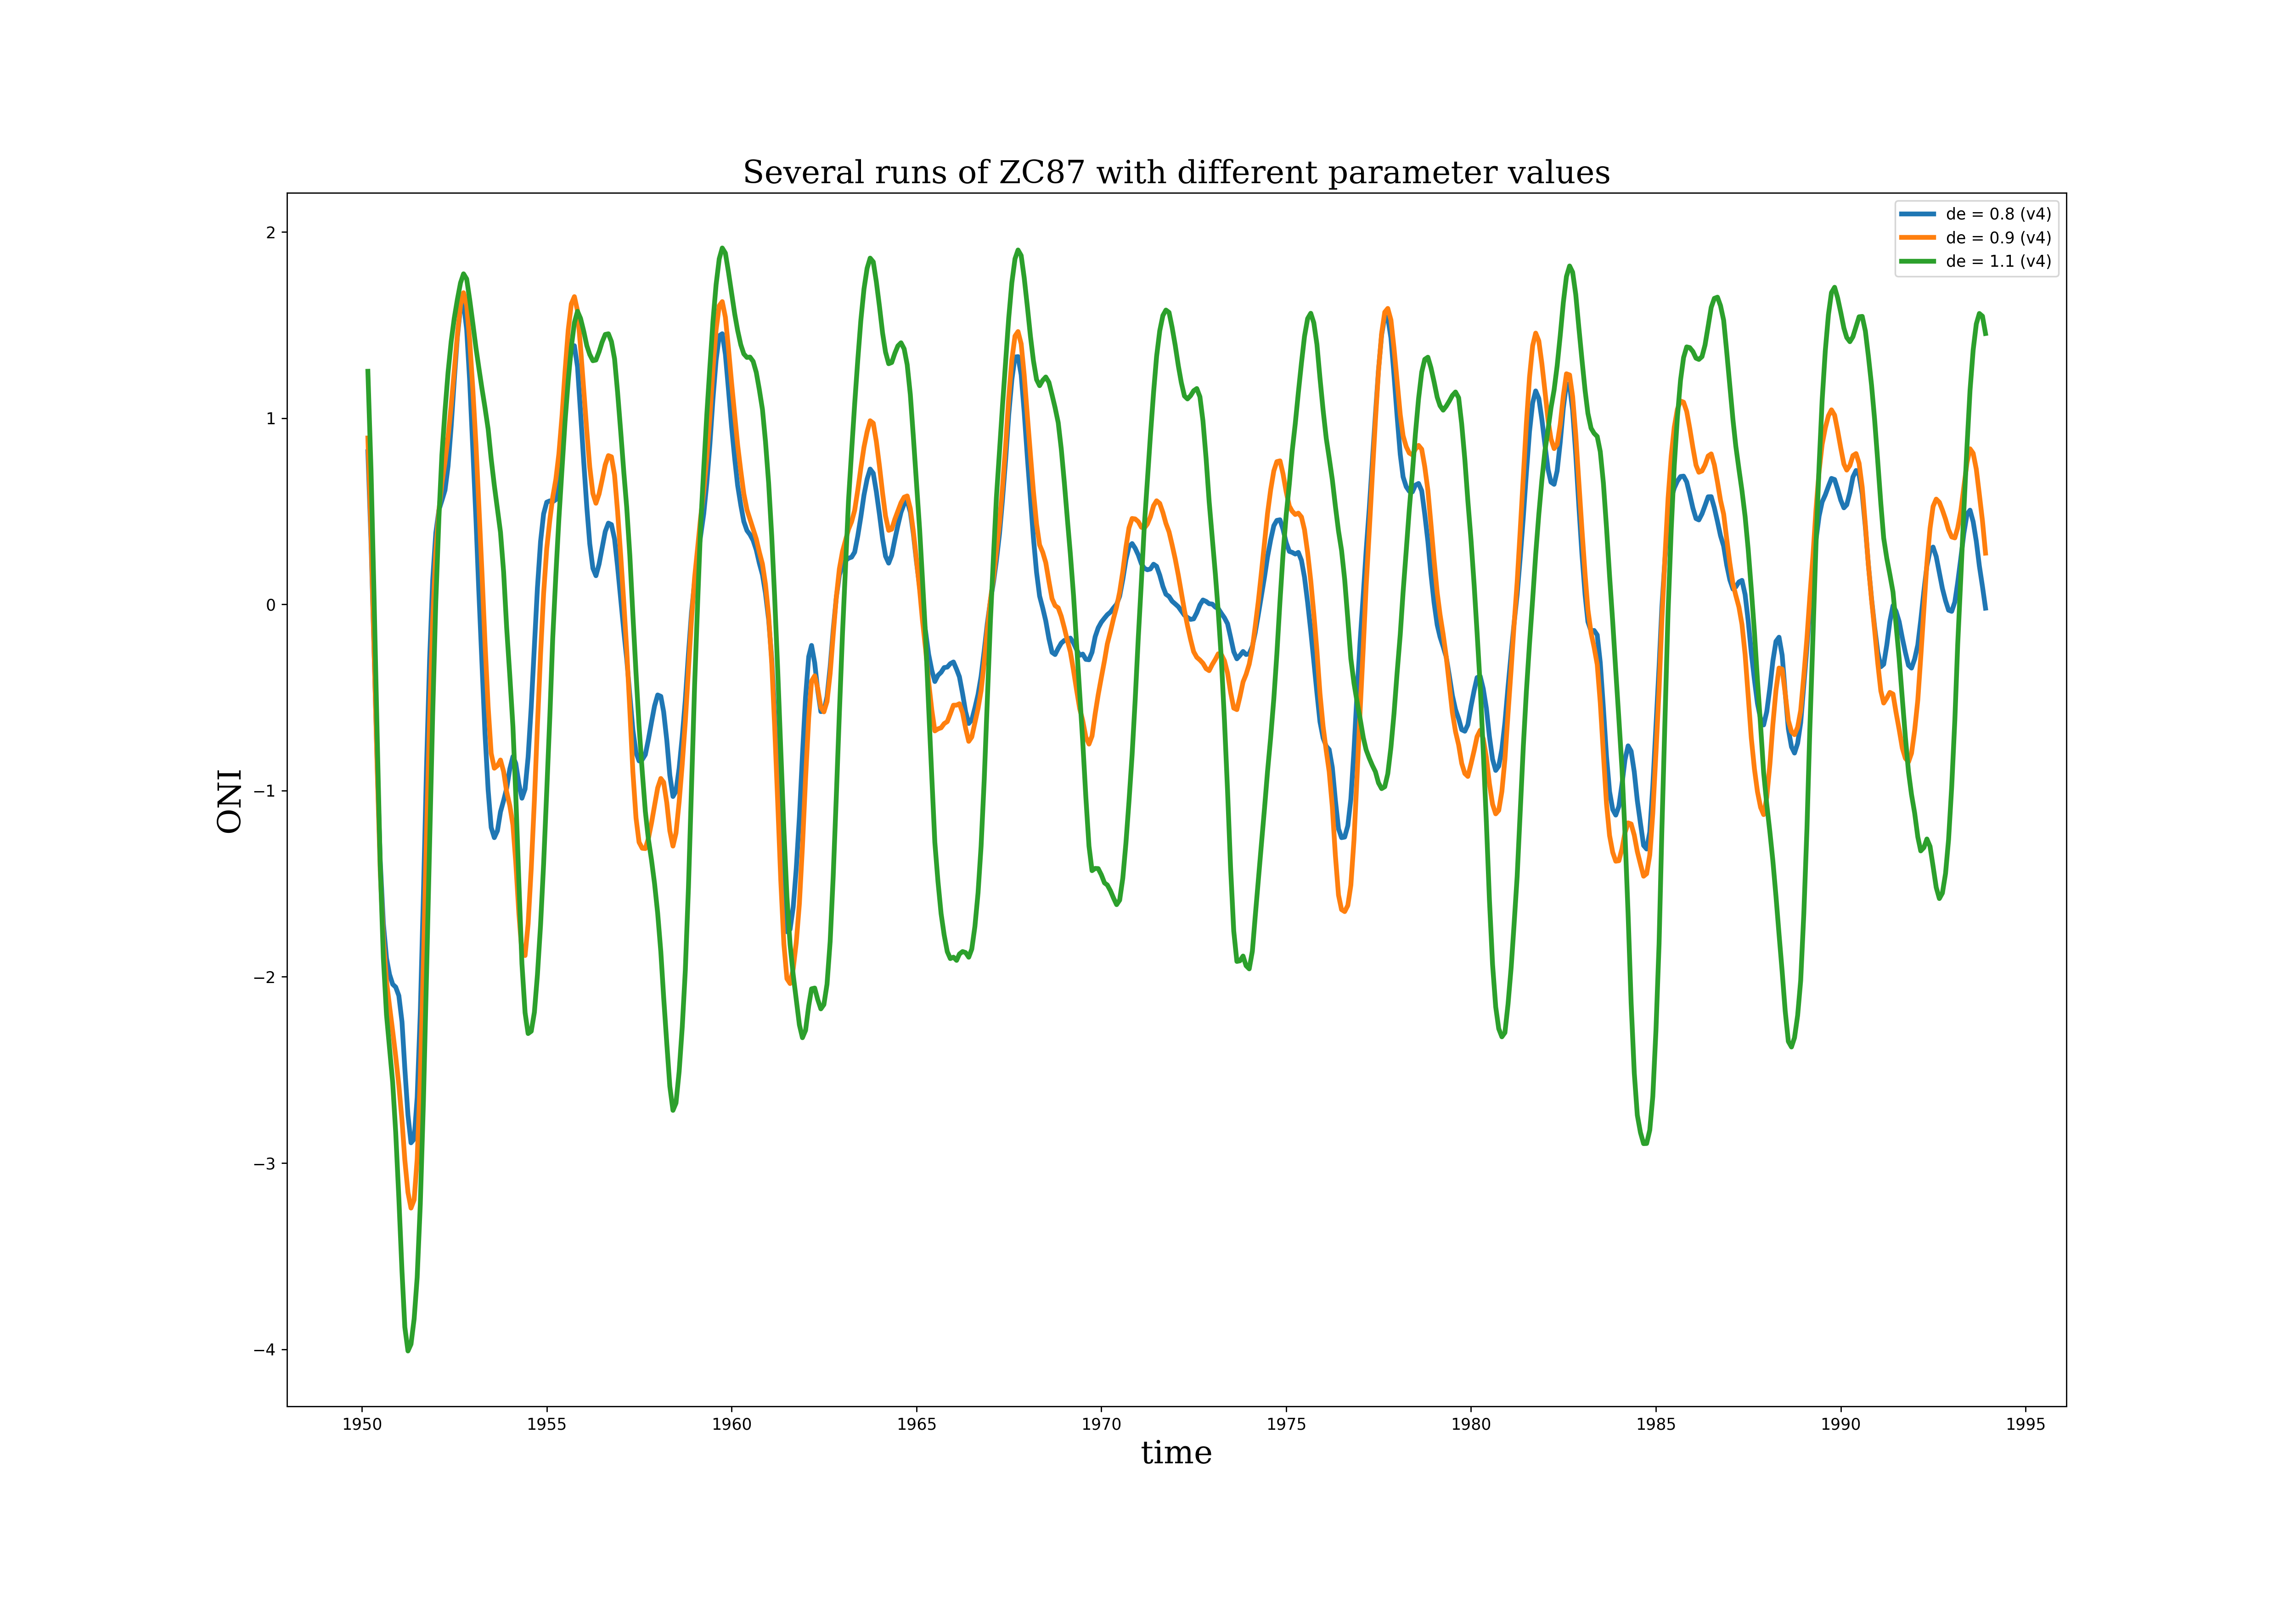 Several runs of ZC87 with different parameter values
de = 0.8 (v4)
de = 0.9 (v4)
de = 1.1 (v4)
2
1
0
−1
−2
−3
−4
ONI
1950 1955 1960 1965 1970 1975 1980 1985 1990 1995
time